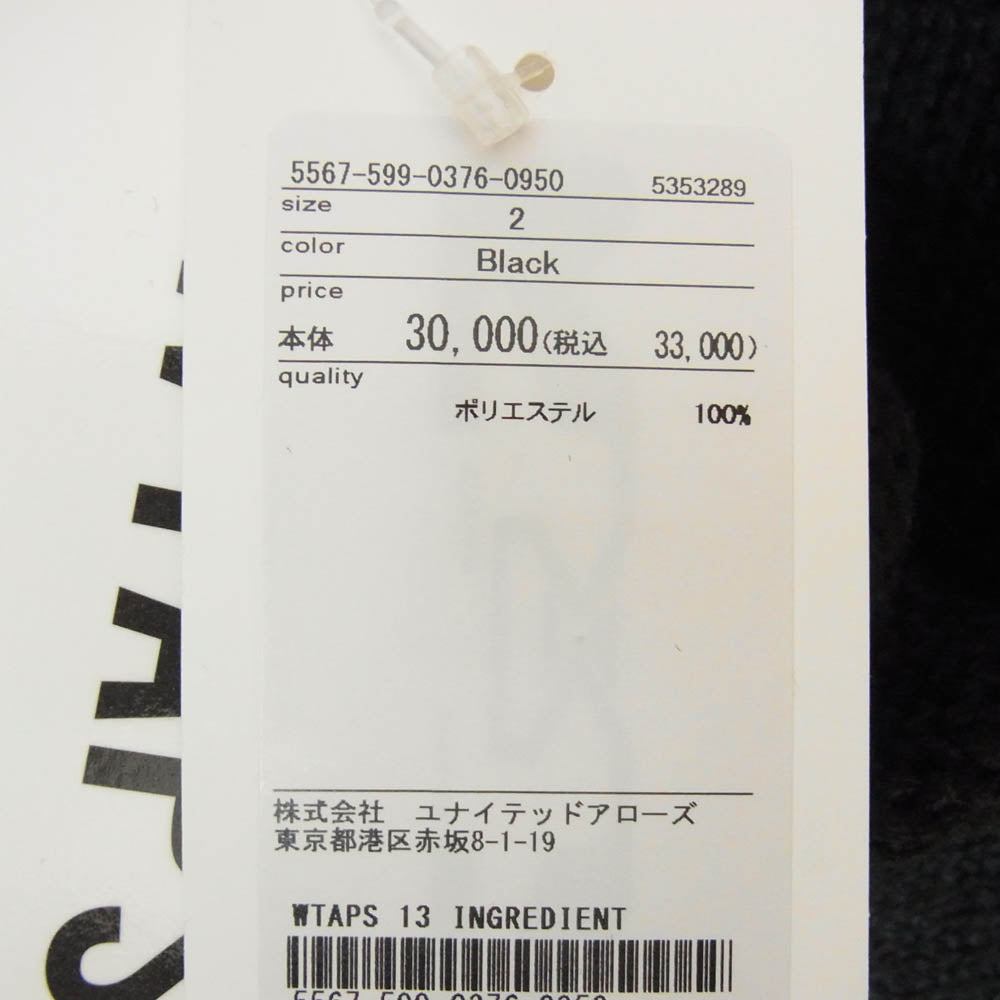 5567-599-0376-0950 5353289
size
2
color
Black
price
本体 30,000(税込 33,000)
quality
ポリエステル 100%
株式会社 ユナイテッドアローズ
東京都港区赤坂8-1-19
WTAPS 13 INGREDIENT